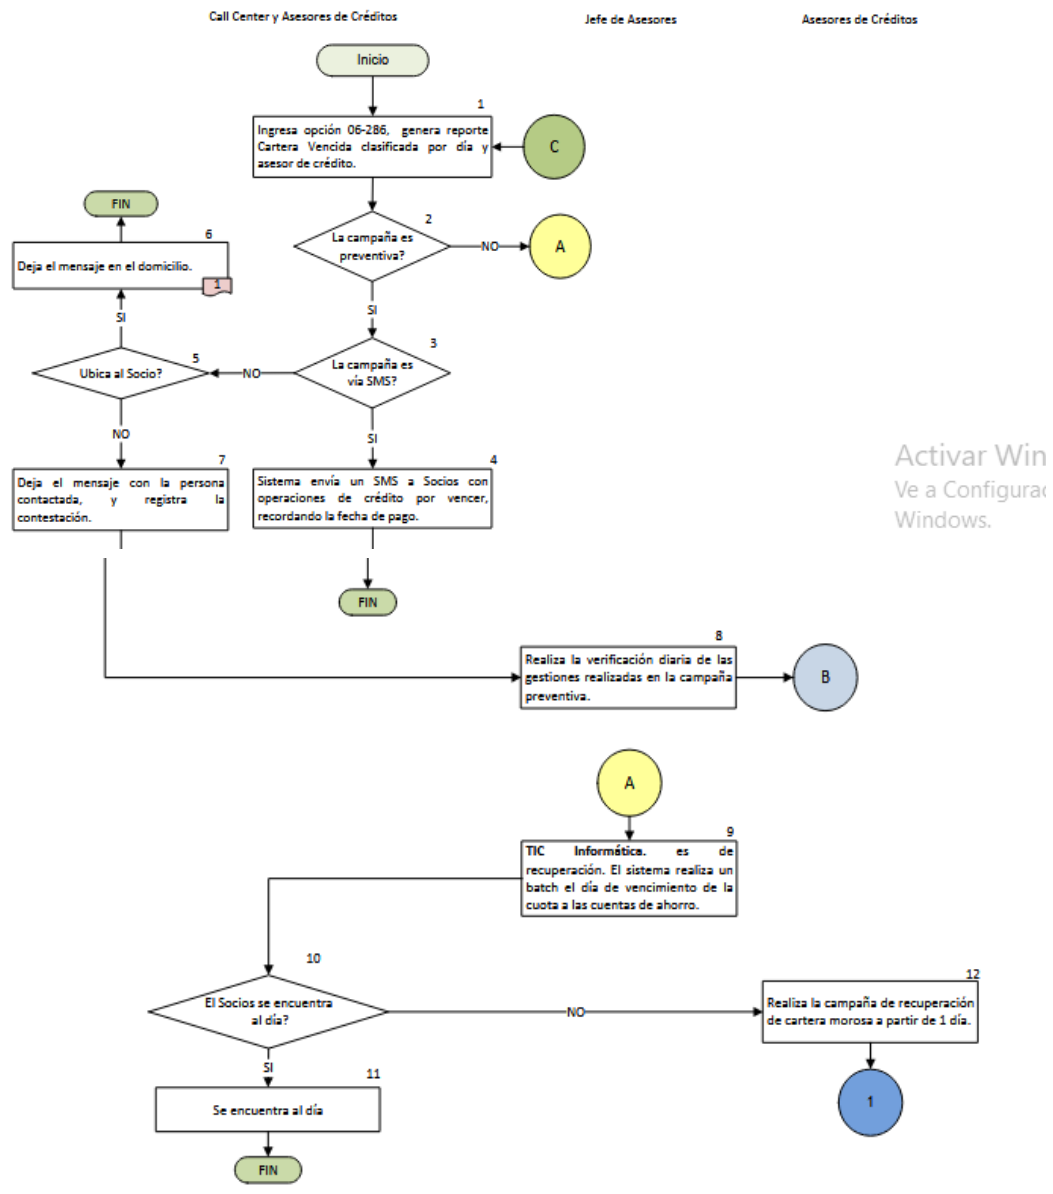 Call Center y Asesores de Créditos
Jefe de Asesores
Asesores de Créditos
Inicio
1
Ingresa opción 06-286, genera reporte
Cartera Vencida clasificada por día y
asesor de crédito.
C
FIN
2
La campaña es
preventiva?
NO
A
6
Deja el mensaje en el domicilio.
1
SI
SI
3
La campaña es
vía SMS?
NO
5
Ubica al Socio?
NO
SI
7
Deja el mensaje con la persona
contactada, y registra la
contestación.
4
Sistema envía un SMS a Socios con
operaciones de crédito por vencer,
recordando la fecha de pago.
Activar Win
Ve a Configurac
Windows.
FIN
8
Realiza la verificación diaria de las
gestiones realizadas en la campaña
preventiva.
B
A
9
TIC Informática. es de
recuperación. El sistema realiza un
batch el día de vencimiento de la
cuota a las cuentas de ahorro.
10
El Socios se encuentra
al día?
NO
12
Realiza la campaña de recuperación
de cartera morosa a partir de 1 día.
SI
11
Se encuentra al día
1
FIN